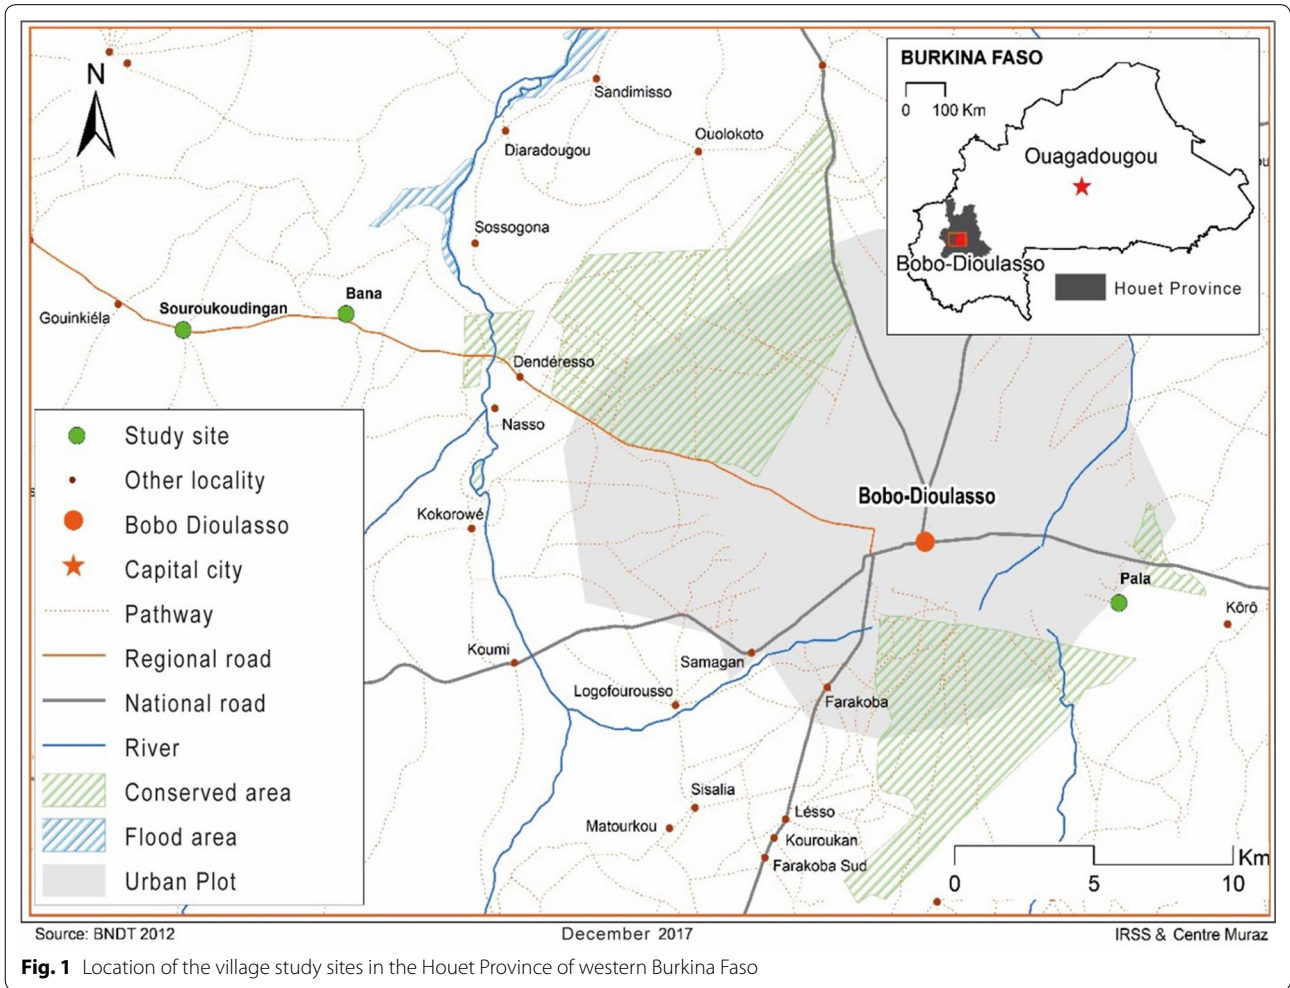 BURKINA FASO
0 100 Km
Ouagadougou
Bobo-Dioulasso
Houet Province
N
Sandimisso
Ouolokoto
Diaradougou
Sossogona
Bana
Souroukoudingan
Gouinkiéla
Dendéresso
Nasso
Kokorowé
Bobo-Dioulasso
Pala
Kôrô
Koumi
Samagan
Logofourousso
Farakoba
Sisalia
Matourkou
Lésso
Kouroukan
Farakoba Sud
Study site
Other locality
Bobo Dioulasso
Capital city
Pathway
Regional road
National road
River
Conserved area
Flood area
Urban Plot
Km
0 5 10
Source: BNDT 2012
December 2017
IRSS & Centre Muraz
Fig. 1 Location of the village study sites in the Houet Province of western Burkina Faso